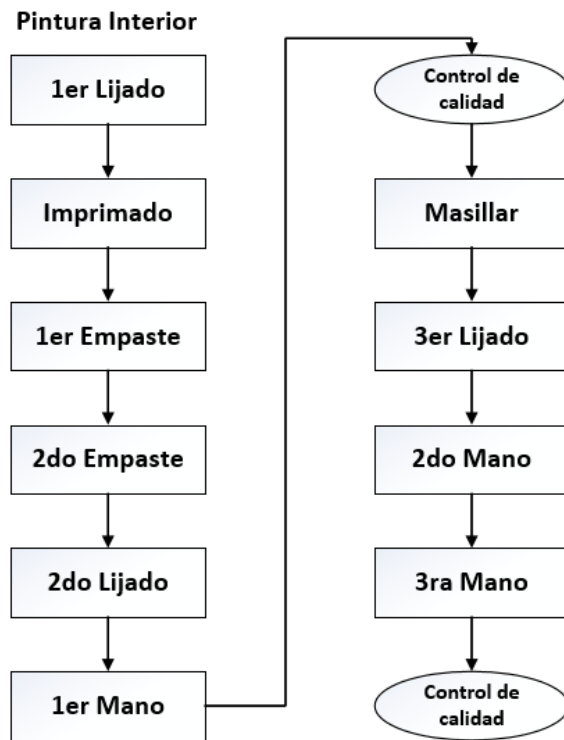 Pintura Interior
1er Lijado
Imprimado
1er Empaste
2do Empaste
2do Lijado
1er Mano
Control de
calidad
Masillar
3er Lijado
2do Mano
3ra Mano
Control de
calidad